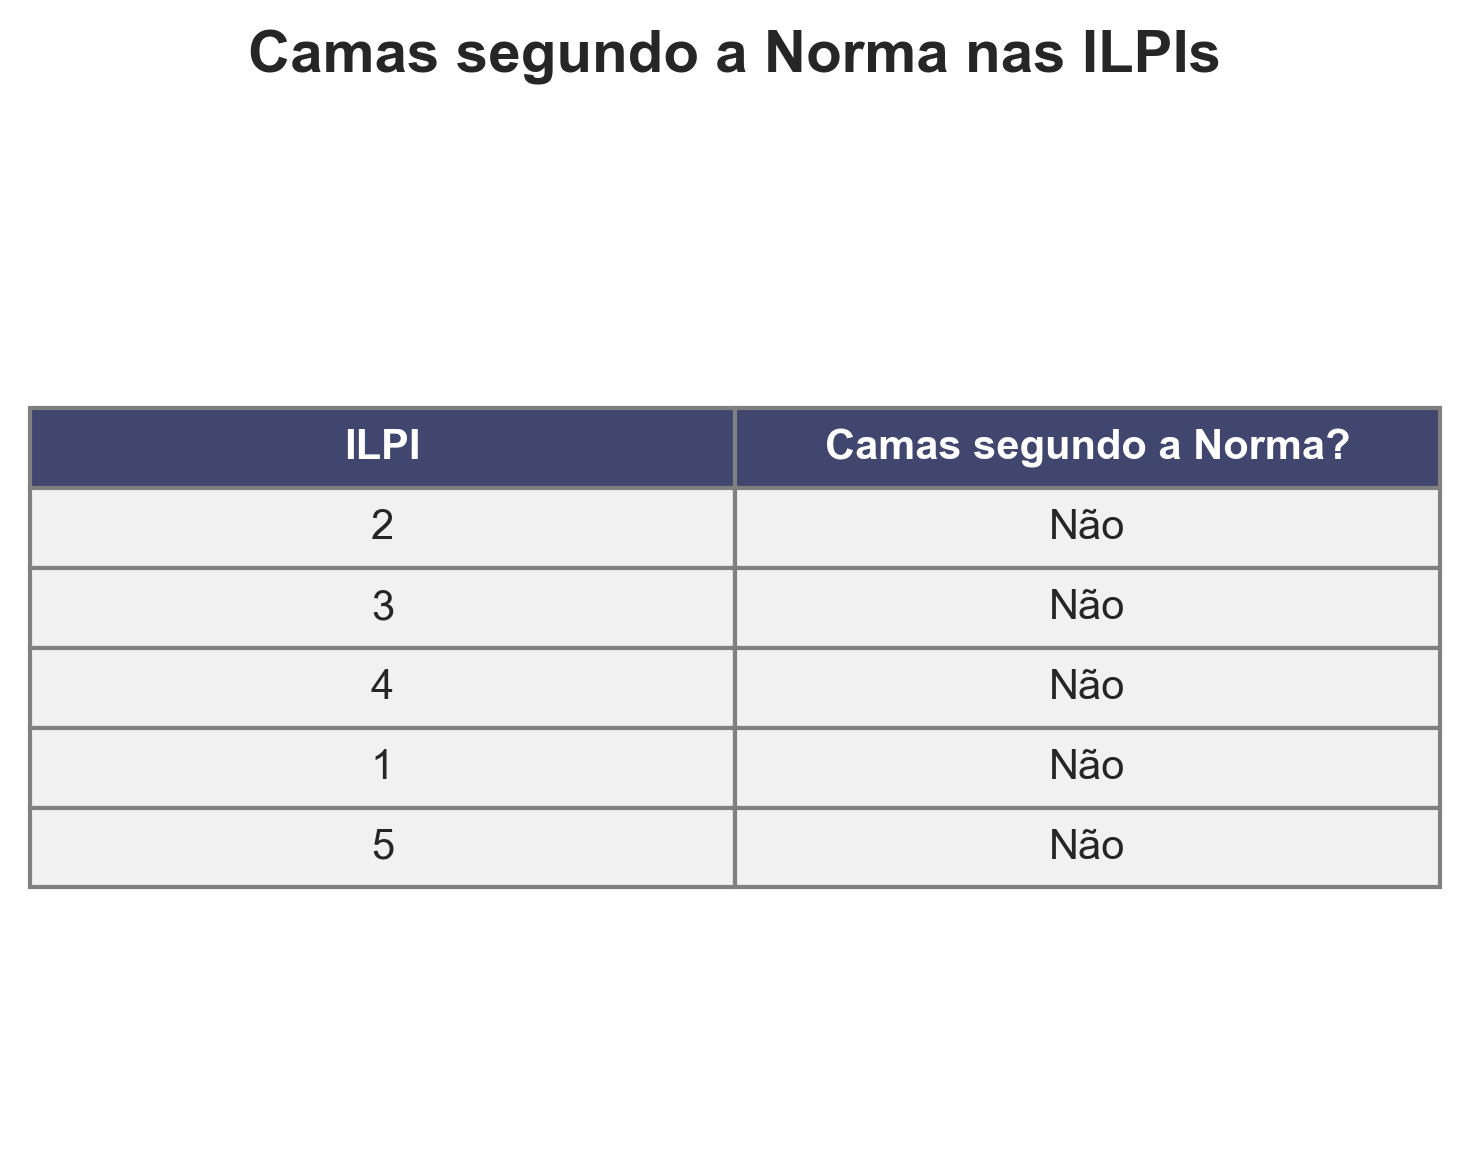 Camas segundo a Norma nas ILPIs
ILPI Camas segundo a Norma?
2 Não
3 Não
4 Não
1 Não
5 Não